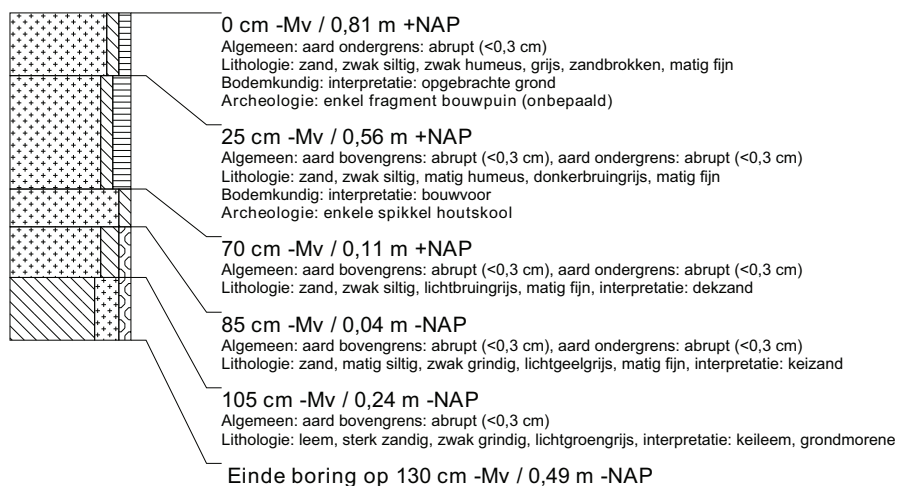 0 cm -Mv / 0,81 m +NAP
Algemeen: aard ondergrens: abrupt (<0,3 cm)
Lithologie: zand, zwak siltig, zwak humeus, grijs, zandbrokken, matig fijn
Bodemkundig: interpretatie: opgebrachte grond
Archeologie: enkel fragment bouwpuin (onbepaald)
25 cm -Mv / 0,56 m +NAP
Algemeen: aard bovengrens: abrupt (<0,3 cm), aard ondergrens: abrupt (<0,3 cm)
Lithologie: zand, zwak siltig, matig humeus, donkerbruingrijs, matig fijn
Bodemkundig: interpretatie: bouwvoor
Archeologie: enkele spikkel houtskool
70 cm -Mv / 0,11 m +NAP
Algemeen: aard bovengrens: abrupt (<0,3 cm), aard ondergrens: abrupt (<0,3 cm)
Lithologie: zand, zwak siltig, lichtbruingrijs, matig fijn, interpretatie: dekzand
85 cm -Mv / 0,04 m -NAP
Algemeen: aard bovengrens: abrupt (<0,3 cm), aard ondergrens: abrupt (<0,3 cm)
Lithologie: zand, matig siltig, zwak grindig, lichtgeelgrijs, matig fijn, interpretatie: keizand
105 cm -Mv / 0,24 m -NAP
Algemeen: aard bovengrens: abrupt (<0,3 cm)
Lithologie: leem, sterk zandig, zwak grindig, lichtgroengrijs, interpretatie: keileem, grondmorene
Einde boring op 130 cm -Mv / 0,49 m -NAP